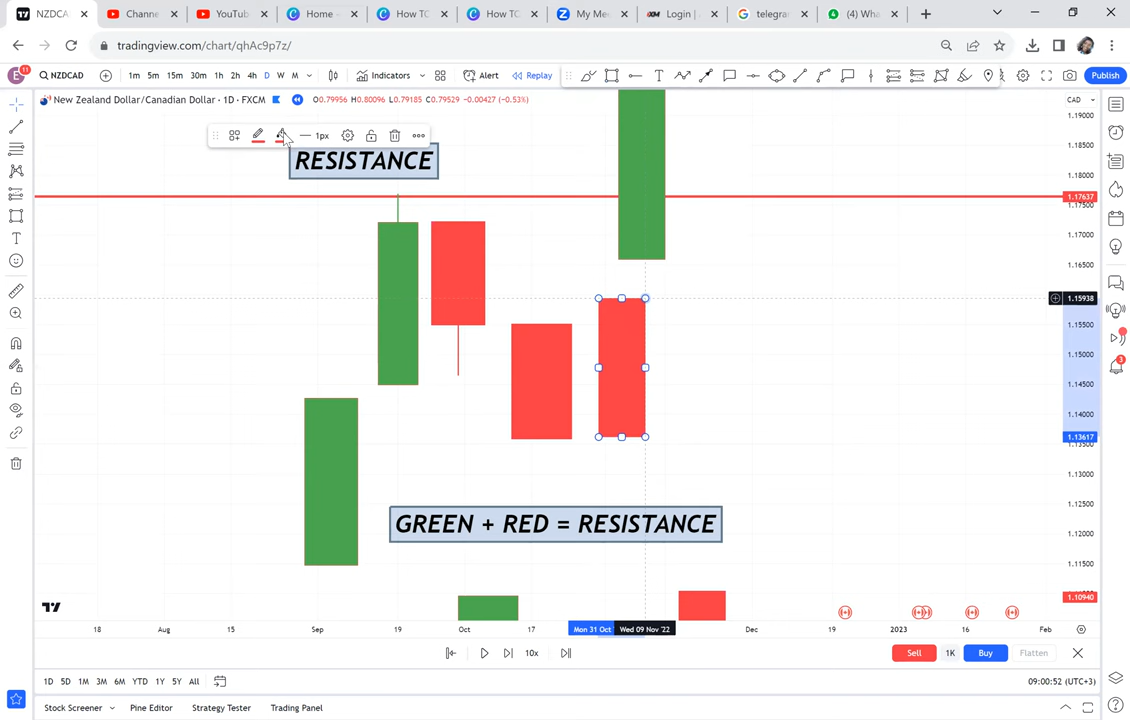 NZDCA
Channe
YouTub
Home –
How TC
How TC
My Me
Login |
telegra
(4) Wha
tradingview.com/chart/qhAc9p7z/
E
11
NZDCAD
1m 5m 15m 30m 1h 2h 4h D W M
Indicators
Alert
Replay
Publish
New Zealand Dollar/Canadian Dollar · 1D · FXCM
O0.79956 H0.80096 L0.79185 C0.79529 −0.00427 (−0.53%)
CAD
1px
RESISTANCE
GREEN + RED = RESISTANCE
1.19000
1.18500
1.18000
1.17637
1.17500
1.17000
1.16500
1.15938
1.15500
1.15000
1.14500
1.14000
1.13617
1.13500
1.13000
1.12500
1.12000
1.11500
1.10940
3
18 Aug 15 Sep 19 Oct 17 Mon 31 Oct Wed 09 Nov '22 Dec 19 2023 16 Feb
10x
Sell 1K Buy Flatten
1D 5D 1M 3M 6M YTD 1Y 5Y All
09:00:52 (UTC+3)
Stock Screener Pine Editor Strategy Tester Trading Panel